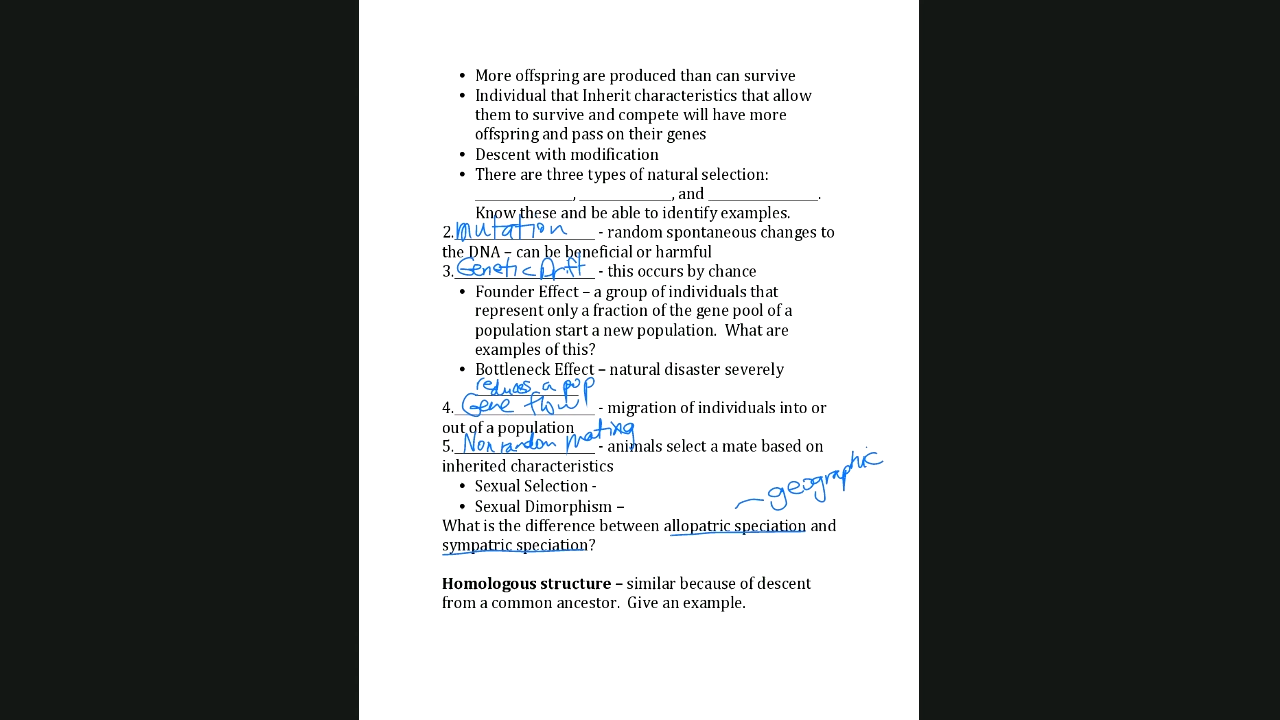 • More offspring are produced than can survive
• Individual that Inherit characteristics that allow
them to survive and compete will have more
offspring and pass on their genes
• Descent with modification
• There are three types of natural selection:
____________, ___________, and _____________.
Know these and be able to identify examples.
2. mutation - random spontaneous changes to
the DNA – can be beneficial or harmful
3. Genetic Drift - this occurs by chance
• Founder Effect – a group of individuals that
represent only a fraction of the gene pool of a
population start a new population. What are
examples of this?
• Bottleneck Effect – natural disaster severely
reduces a pop
4. Gene flow - migration of individuals into or
out of a population
5. Nonrandom mating - animals select a mate based on
inherited characteristics
• Sexual Selection -
• Sexual Dimorphism –
geographic
What is the difference between allopatric speciation and
sympatric speciation?
Homologous structure – similar because of descent
from a common ancestor. Give an example.